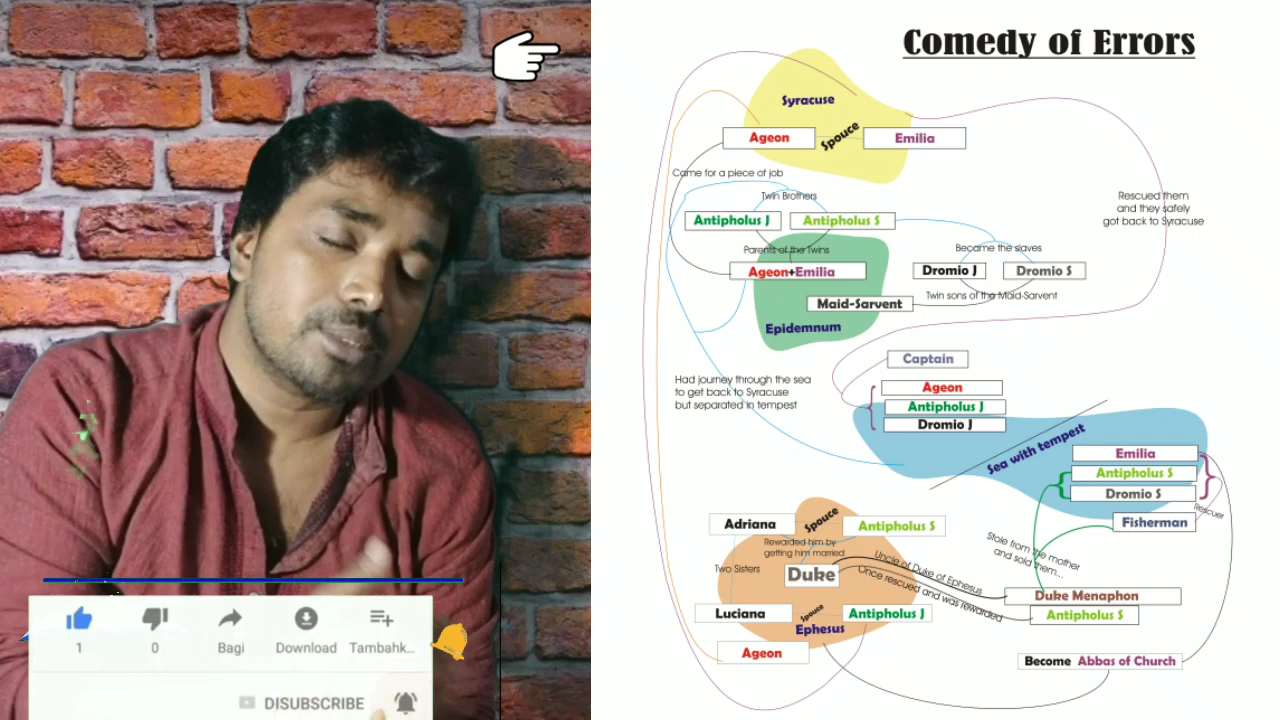 Comedy of Errors
Syracuse
Ageon
Spouce
Emilia
Came for a piece of job
Twin Brothers
Antipholus J
Antipholus S
Rescued them
and they safely
got back to Syracuse
Parents of the Twins
Became the slaves
Ageon+Emilia
Dromio J
Dromio S
Twin sons of the Maid-Sarvent
Maid-Sarvent
Epidemnum
Captain
Had journey through the sea
to get back to Syracuse
but separated in tempest
Ageon
Antipholus J
Dromio J
Sea with tempest
Emilia
Antipholus S
Dromio S
Rescuer
Fisherman
Adriana
Spouce
Antipholus S
Rewarded him by
getting him married
Stole from the mother
and sold them...
Two Sisters
Duke
Uncle of Duke of Ephesus
Once rescued and was rewarded
Duke Menaphon
Antipholus S
Luciana
Spouce
Antipholus J
Ephesus
Ageon
Become Abbas of Church
1
0
Bagi
Download
Tambahk...
DISUBSCRIBE